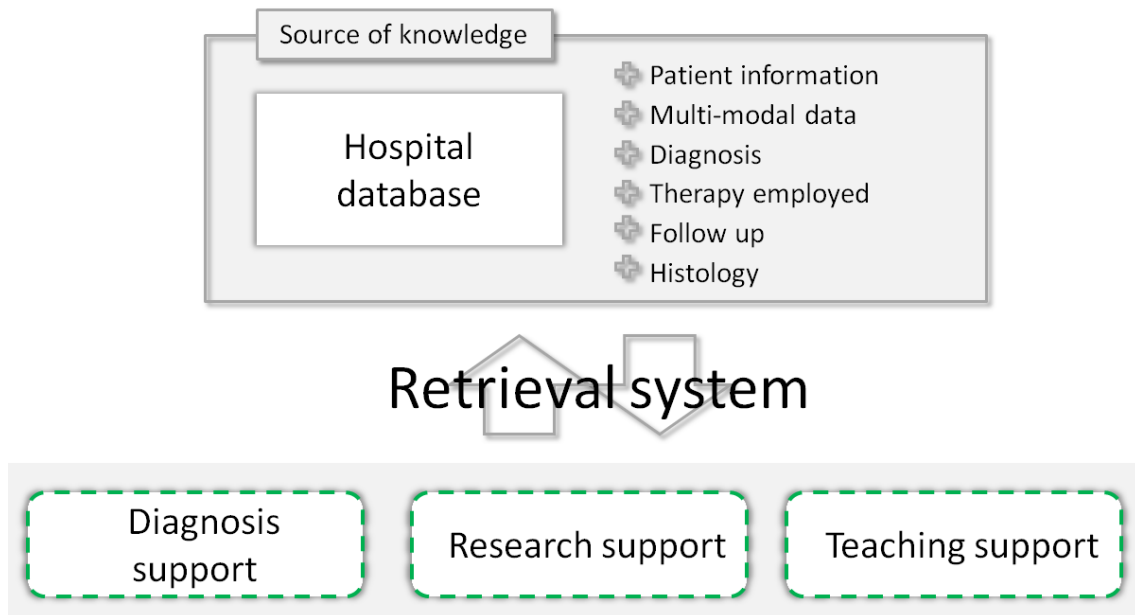 Source of knowledge
Hospital
database
Patient information
Multi-modal data
Diagnosis
Therapy employed
Follow up
Histology
Retrieval system
Diagnosis
support
Research support
Teaching support